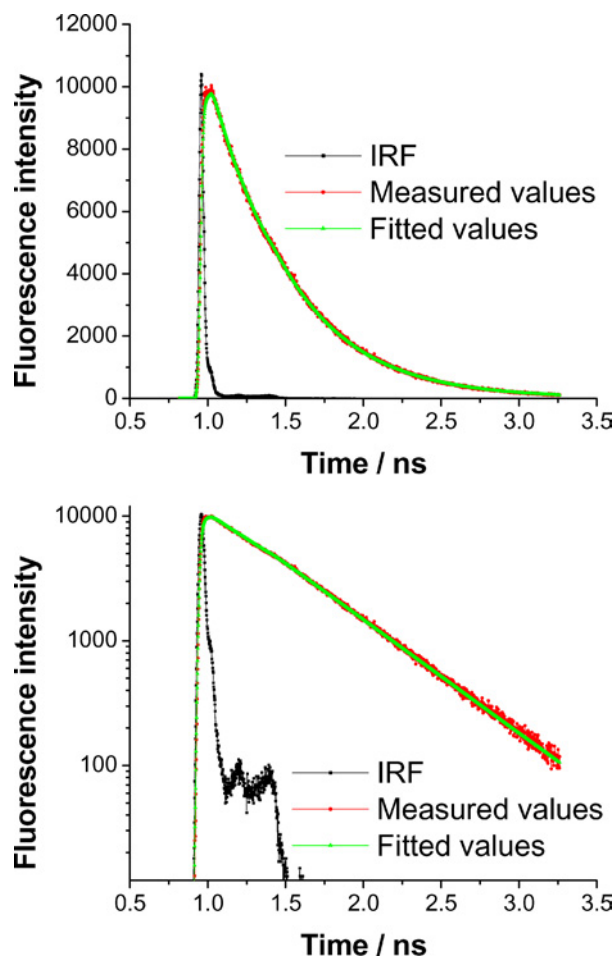 12000
10000
8000
6000
4000
2000
0
Fluorescence intensity
IRF
Measured values
Fitted values
0.5 1.0 1.5 2.0 2.5 3.0 3.5
Time / ns
10000
1000
100
Fluorescence intensity
IRF
Measured values
Fitted values
0.5 1.0 1.5 2.0 2.5 3.0 3.5
Time / ns